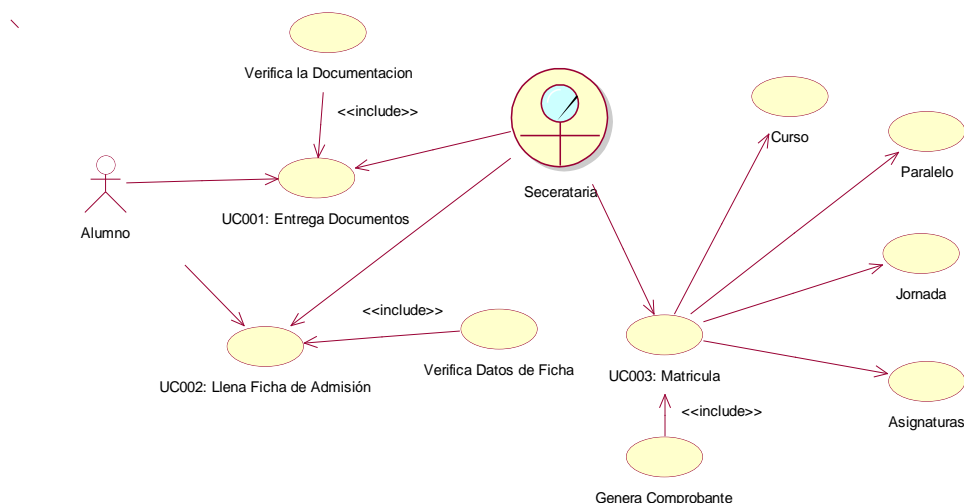 Verifica la Documentacion
<<include>>
Curso
Paralelo
Secerataria
UC001: Entrega Documentos
Alumno
Jornada
<<include>>
Verifica Datos de Ficha
UC002: Llena Ficha de Admisión
UC003: Matricula
<<include>>
Asignaturas
Genera Comprobante